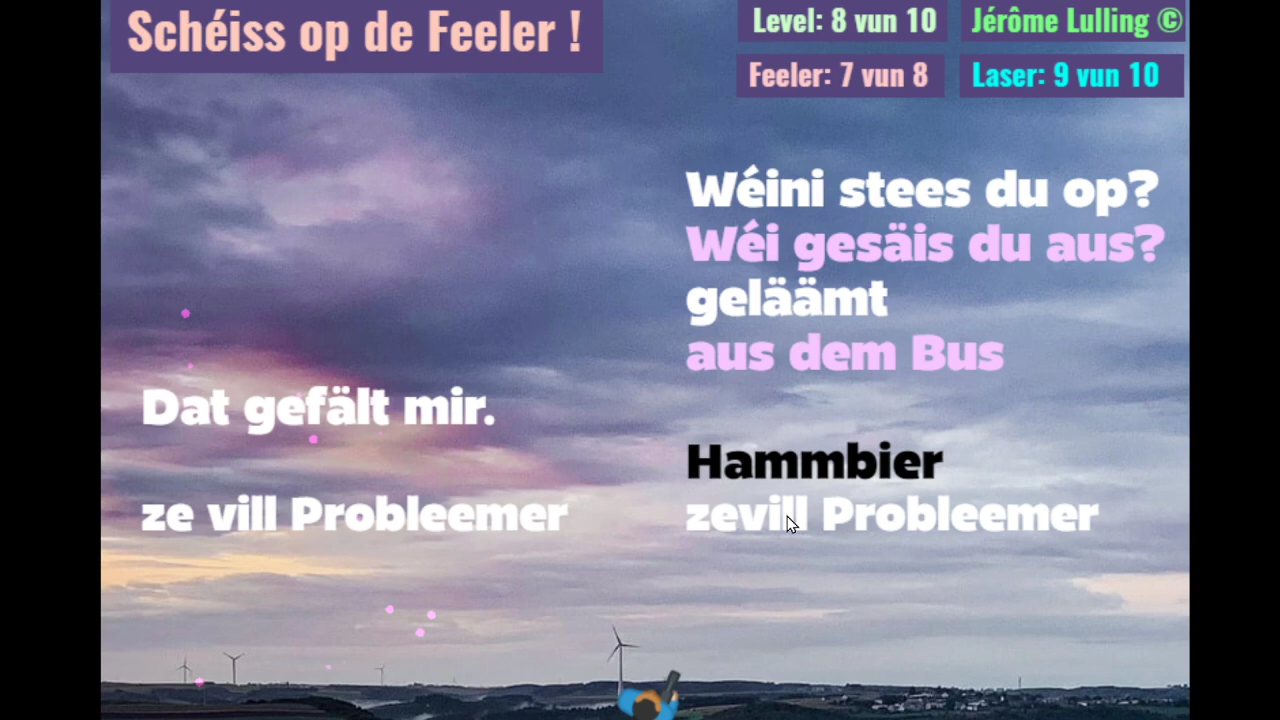 Schéiss op de Feeler !
Level: 8 vun 10
Jérôme Lulling ©
Feeler: 7 vun 8
Laser: 9 vun 10
Wéini stees du op?
Wéi gesäis du aus?
geläämt
aus dem Bus
Dat gefält mir.
Hammbier
ze vill Probleemer
zevill Probleemer